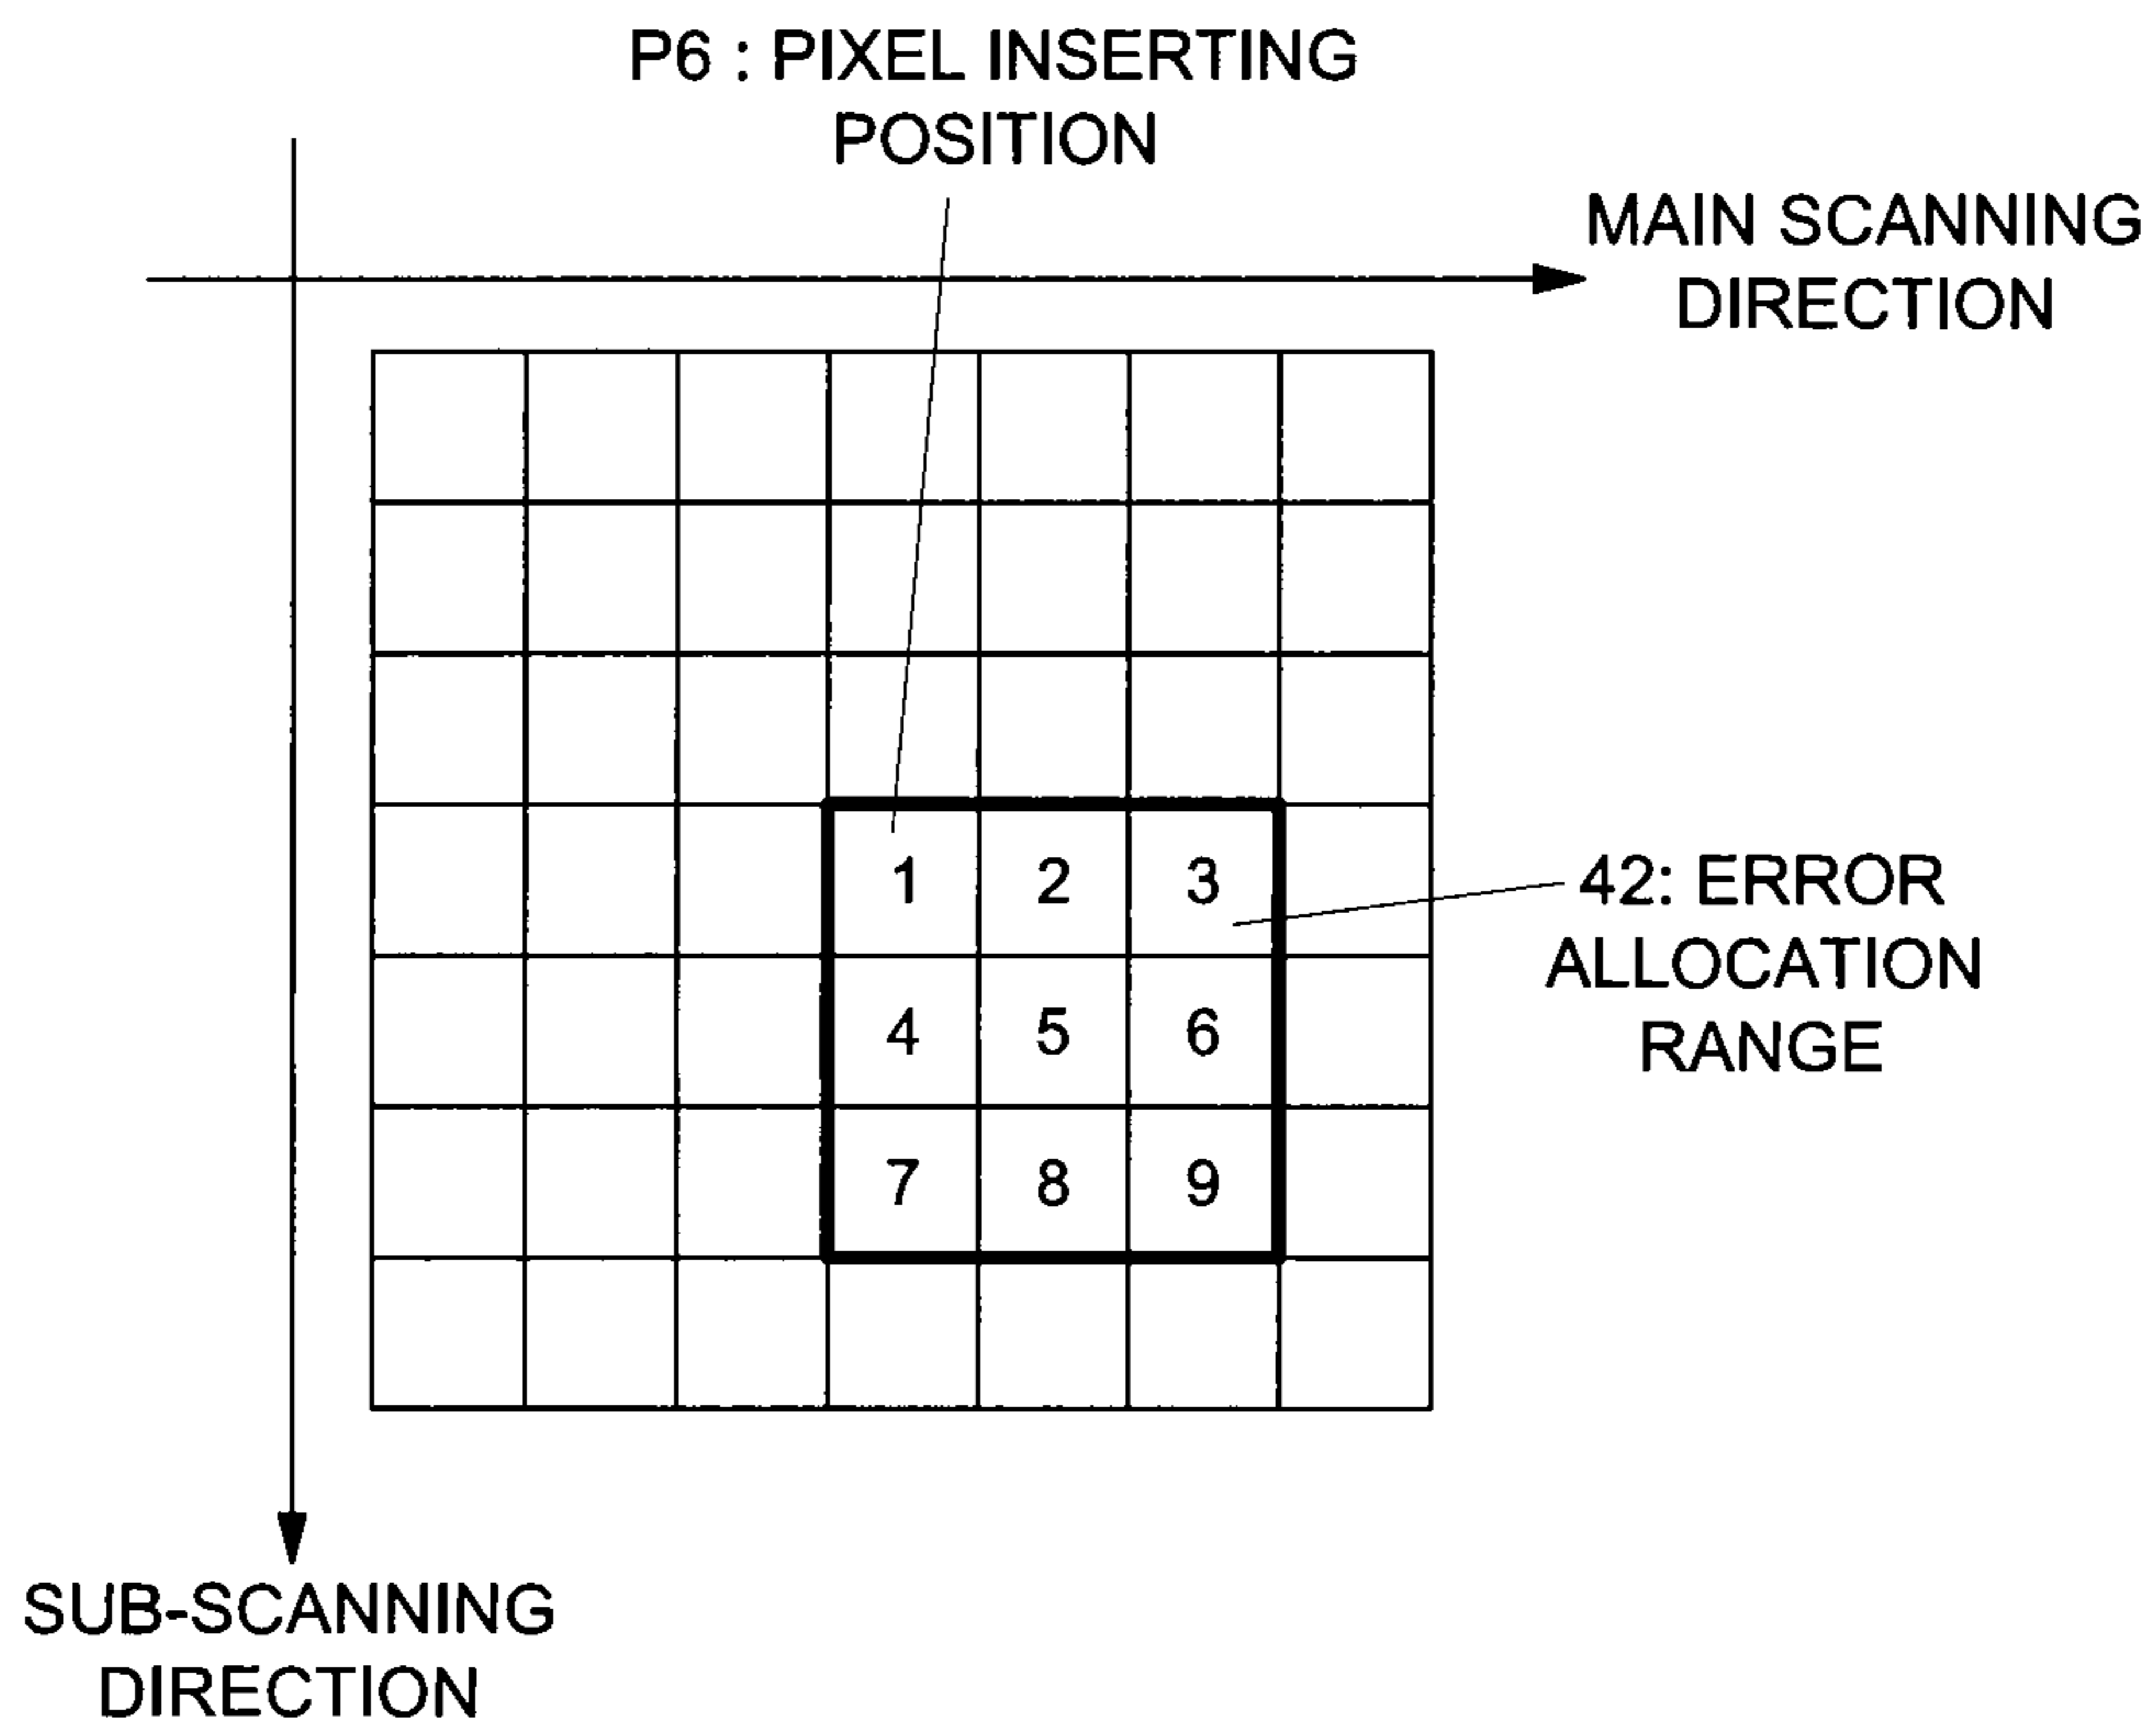 P6 : PIXEL INSERTING
POSITION
MAIN SCANNING
DIRECTION
1 2 3
42: ERROR
ALLOCATION
RANGE
4 5 6
7 8 9
SUB-SCANNING
DIRECTION